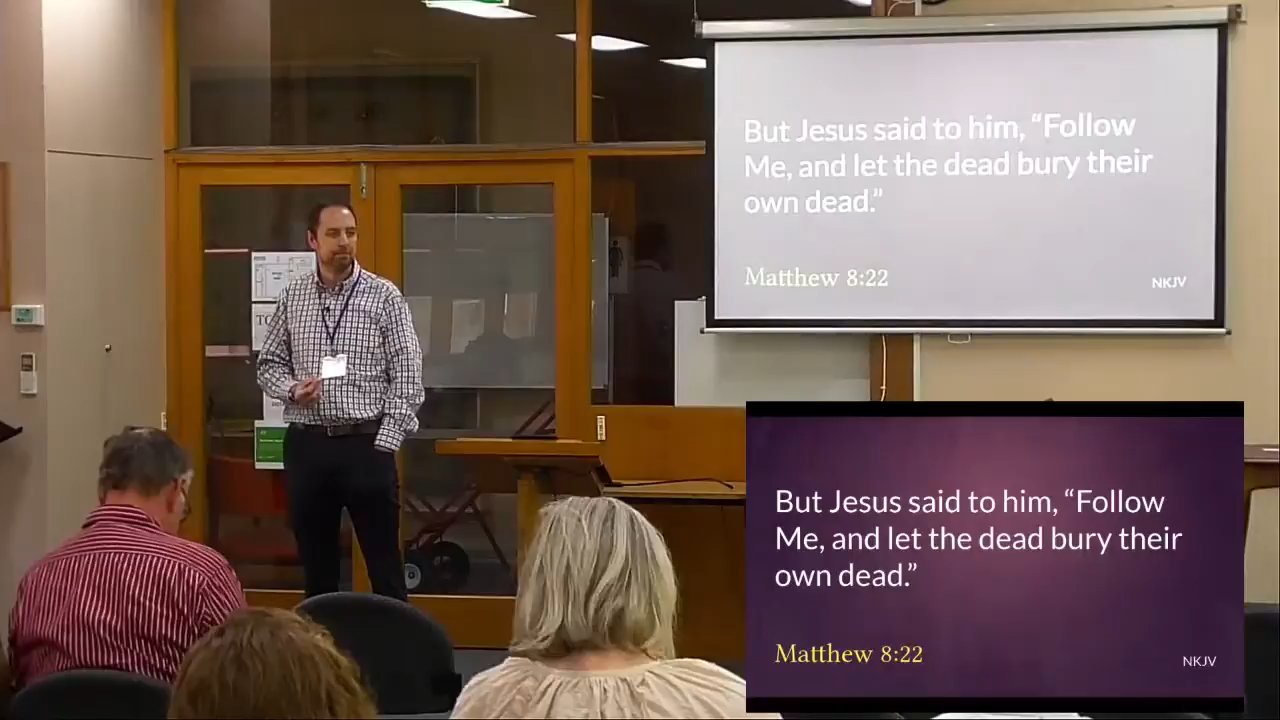 But Jesus said to him, “Follow
Me, and let the dead bury their
own dead.”
Matthew 8:22
NKJV
But Jesus said to him, “Follow
Me, and let the dead bury their
own dead.”
Matthew 8:22
NKJV